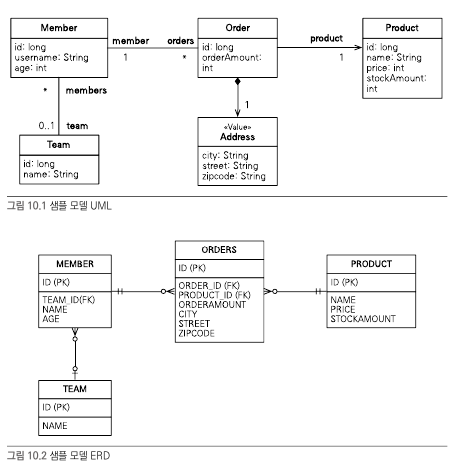 Member
id: long
username: String
age: int
member
orders
1
*
Order
id: long
orderAmount:
int
product
1
Product
id: long
name: String
price: int
stockAmount:
int
*
members
0..1
team
Team
id: long
name: String
1
«Value»
Address
city: String
street: String
zipcode: String
그림 10.1 샘플 모델 UML
MEMBER
ID (PK)
TEAM_ID(FK)
NAME
AGE
ORDERS
ID (PK)
ORDER_ID (FK)
PRODUCT_ID (FK)
ORDERAMOUNT
CITY
STREET
ZIPCODE
PRODUCT
ID (PK)
NAME
PRICE
STOCKAMOUNT
TEAM
ID (PK)
NAME
그림 10.2 샘플 모델 ERD